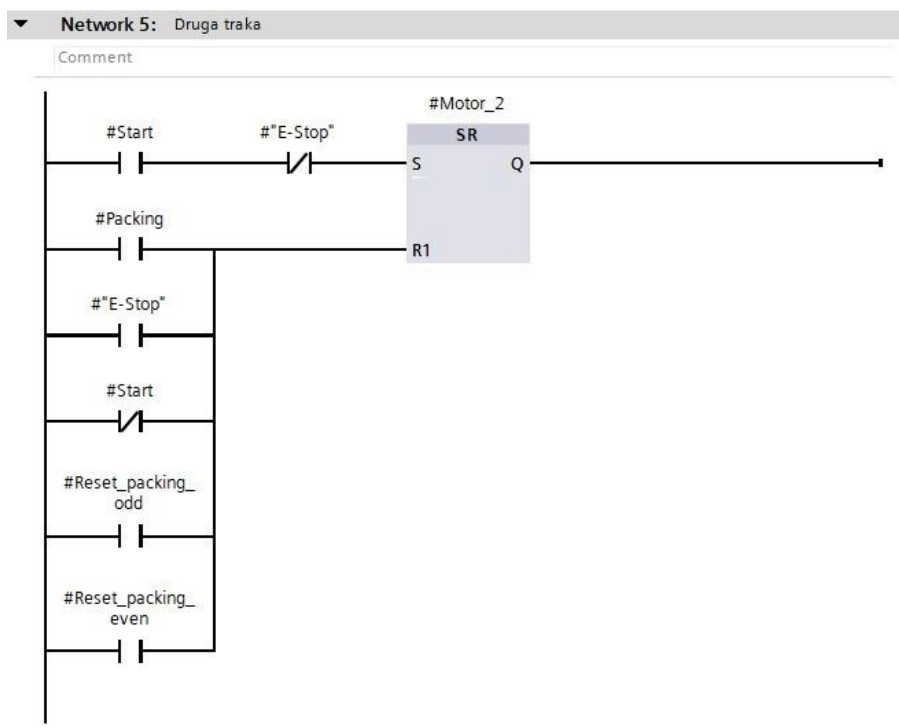 Network 5: Druga traka
Comment
#Motor_2
#Start #"E-Stop" SR
S Q
#Packing
R1
#"E-Stop"
#Start
#Reset_packing_
odd
#Reset_packing_
even